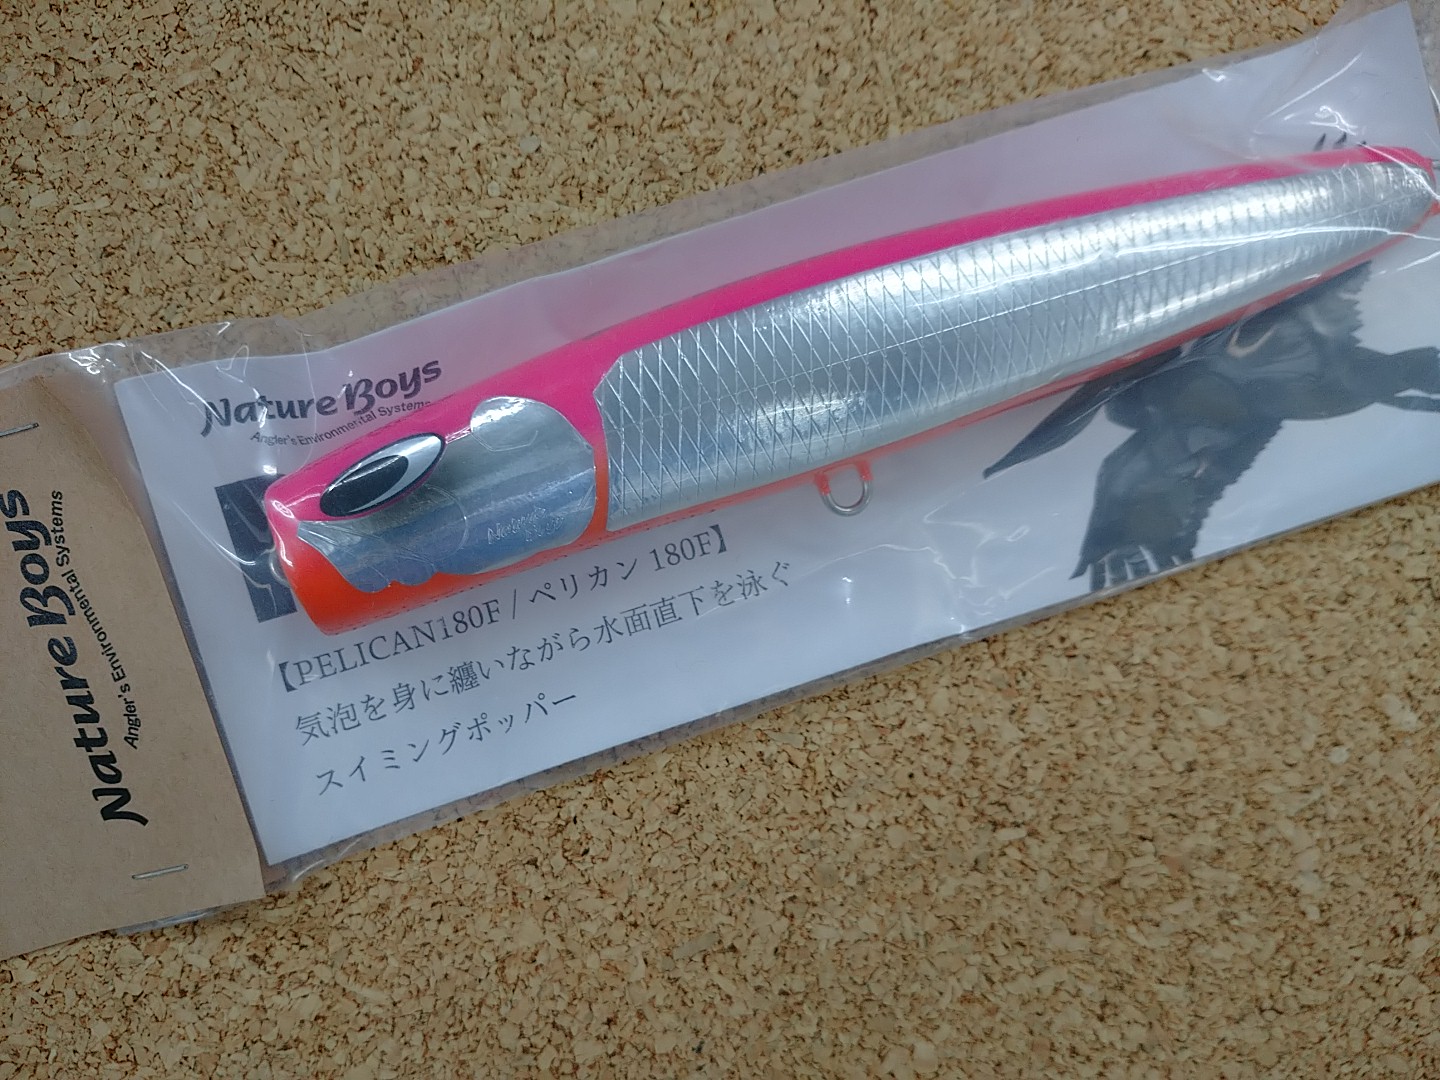 Nature Boys
Angler's Environmental Systems
Nature Boys
Angler's Environmental Systems
【PELICAN180F / ペリカン 180F】
気泡を身に纏いながら水面直下を泳ぐ
スイミングポッパー